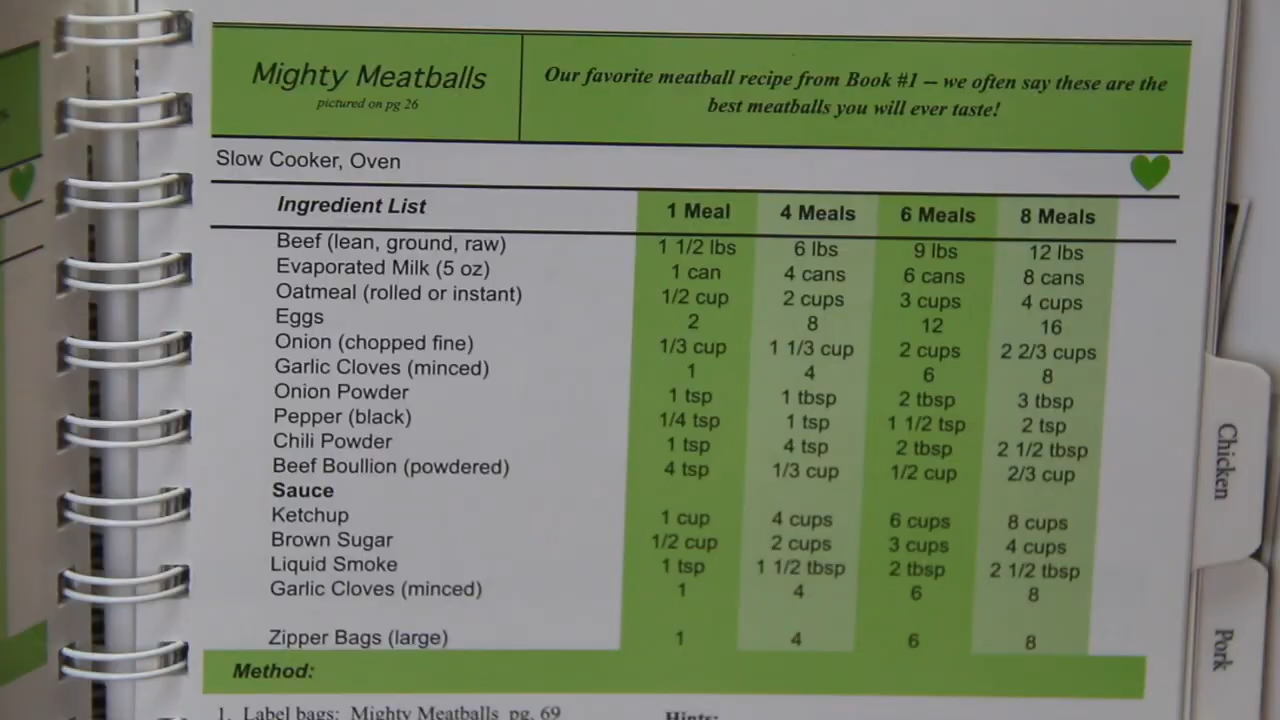 Mighty Meatballs
pictured on pg 26
Our favorite meatball recipe from Book #1 – we often say these are the
best meatballs you will ever taste!
Slow Cooker, Oven
Ingredient List 1 Meal 4 Meals 6 Meals 8 Meals
Beef (lean, ground, raw) 1 1/2 lbs 6 lbs 9 lbs 12 lbs
Evaporated Milk (5 oz) 1 can 4 cans 6 cans 8 cans
Oatmeal (rolled or instant) 1/2 cup 2 cups 3 cups 4 cups
Eggs 2 8 12 16
Onion (chopped fine) 1/3 cup 1 1/3 cup 2 cups 2 2/3 cups
Garlic Cloves (minced) 1 4 6 8
Onion Powder 1 tsp 1 tbsp 2 tbsp 3 tbsp
Pepper (black) 1/4 tsp 1 tsp 1 1/2 tsp 2 tsp
Chili Powder 1 tsp 4 tsp 2 tbsp 2 1/2 tbsp
Beef Boullion (powdered) 4 tsp 1/3 cup 1/2 cup 2/3 cup
Sauce
Ketchup 1 cup 4 cups 6 cups 8 cups
Brown Sugar 1/2 cup 2 cups 3 cups 4 cups
Liquid Smoke 1 tsp 1 1/2 tbsp 2 tbsp 2 1/2 tbsp
Garlic Cloves (minced) 1 4 6 8
Zipper Bags (large) 1 4 6 8
Method:
1. Label bags: Mighty Meatballs pg. 69
Hints:
Chicken
Pork